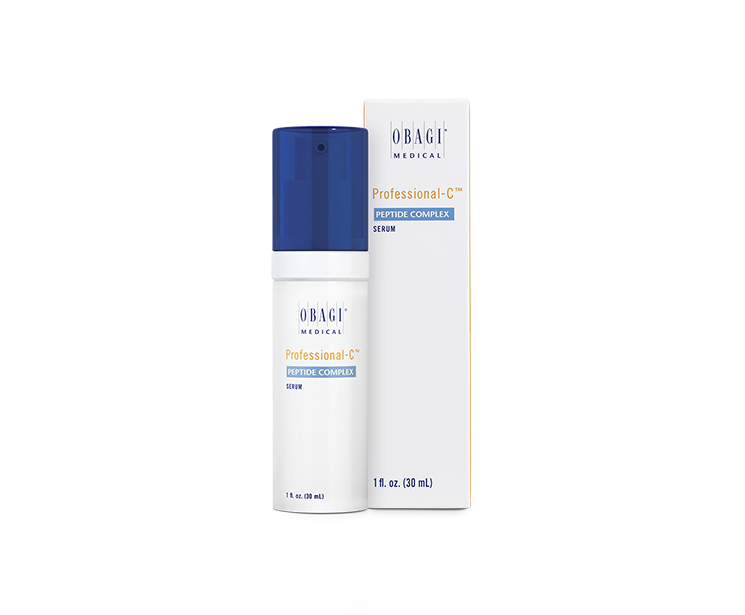 OBAGI®
MEDICAL
Professional-C™
PEPTIDE COMPLEX
SERUM
1 fl. oz. (30 mL)
OBAGI®
MEDICAL
Professional-C™
PEPTIDE COMPLEX
SERUM
1 fl. oz. (30 mL)